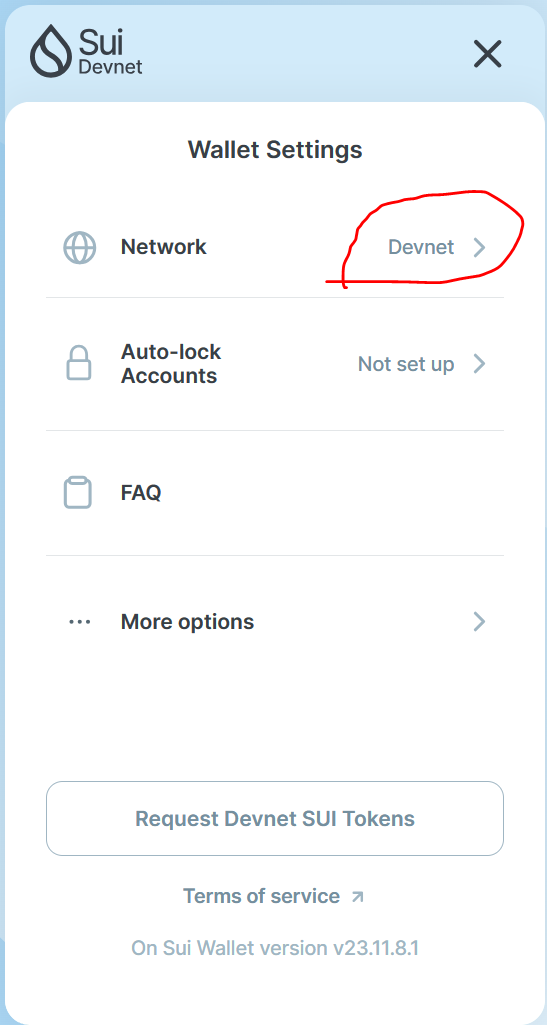 Sui
Devnet
Wallet Settings
Network
Devnet
Auto-lock
Accounts
Not set up
FAQ
More options
Request Devnet SUI Tokens
Terms of service
On Sui Wallet version v23.11.8.1